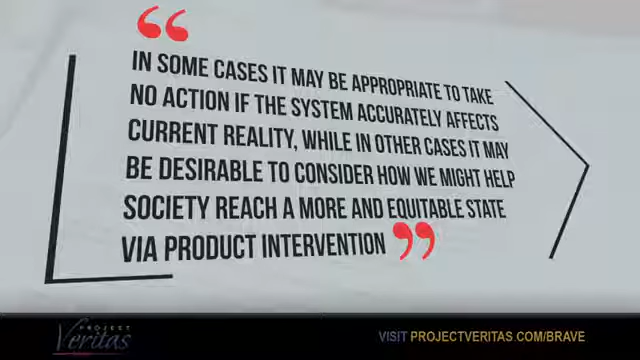 “
IN SOME CASES IT MAY BE APPROPRIATE TO TAKE
NO ACTION IF THE SYSTEM ACCURATELY AFFECTS
CURRENT REALITY, WHILE IN OTHER CASES IT MAY
BE DESIRABLE TO CONSIDER HOW WE MIGHT HELP
SOCIETY REACH A MORE AND EQUITABLE STATE
VIA PRODUCT INTERVENTION ”
PROJECT
Veritas
VISIT PROJECTVERITAS.COM/BRAVE